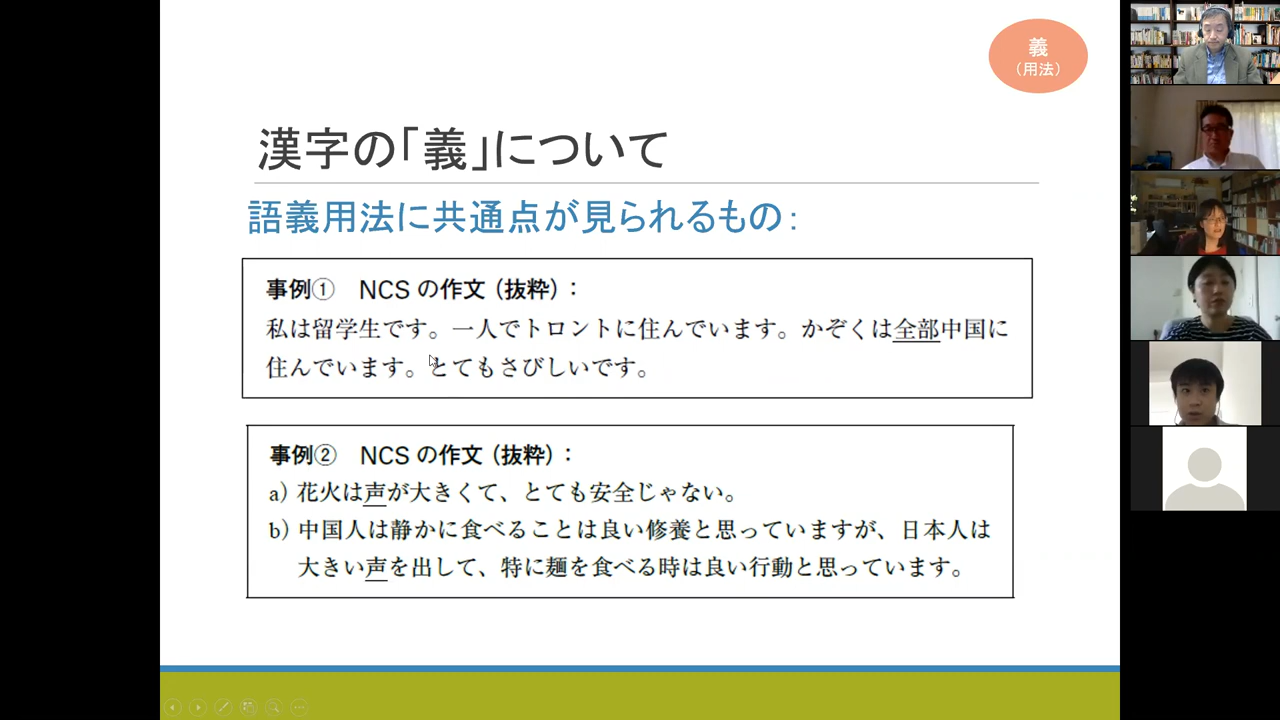 義
（用法）
漢字の「義」について
語義用法に共通点が見られるもの：
事例① NCS の作文（抜粋）：
私は留学生です。一人でトロントに住んでいます。かぞくは全部中国に
住んでいます。とてもさびしいです。
事例② NCS の作文（抜粋）：
a）花火は声が大きくて、とても安全じゃない。
b）中国人は静かに食べることは良い修養と思っていますが、日本人は
大きい声を出して、特に麺を食べる時は良い行動と思っています。